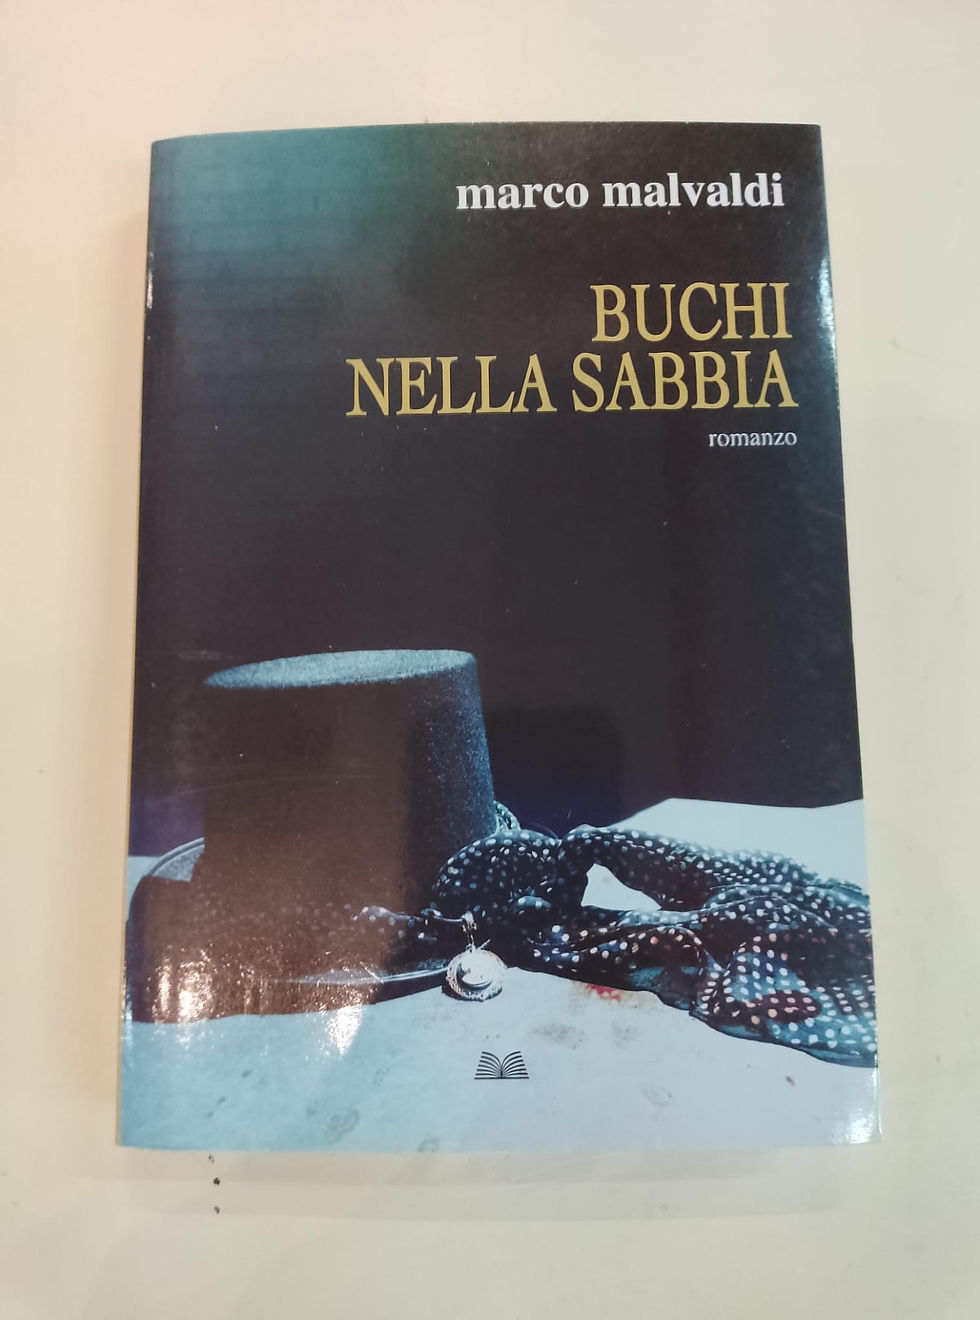 marco malvaldi
BUCHI
NELLA SABBIA
romanzo